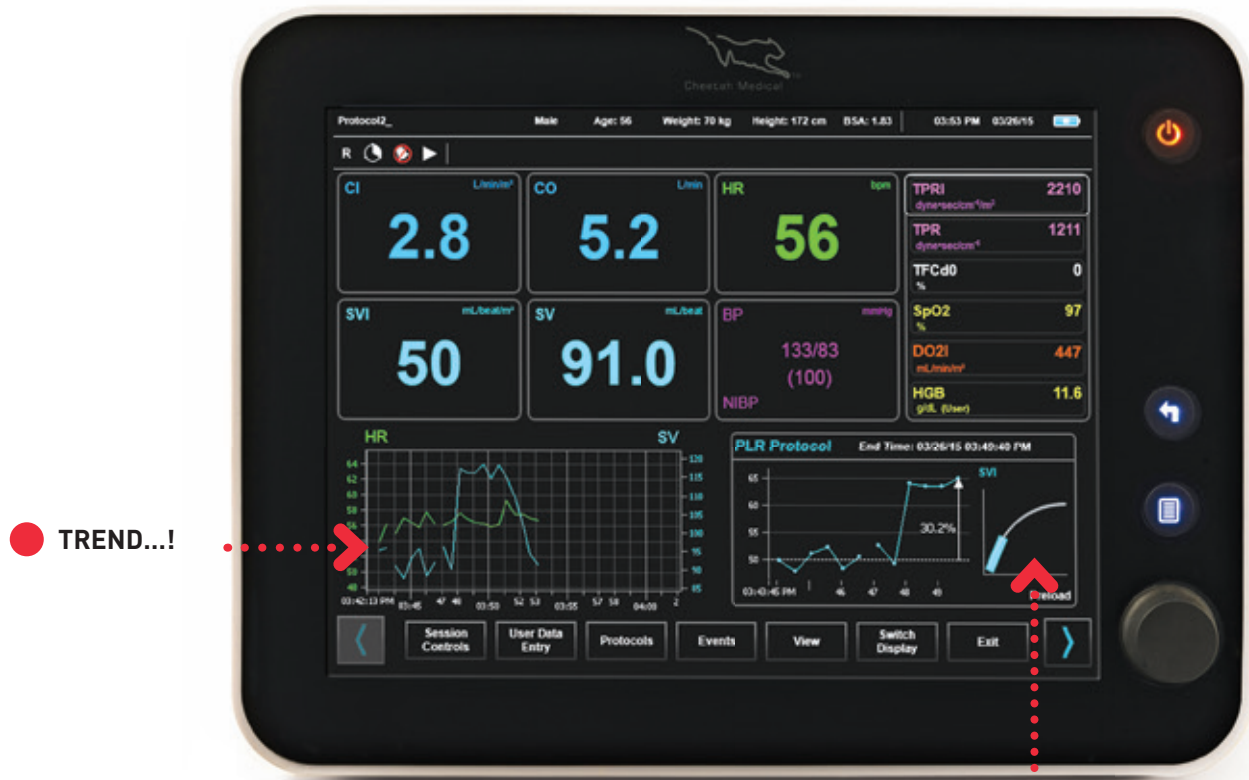 Cheetah Medical
Protocol2_ Male Age: 56 Weight: 70 kg Height: 172 cm BSA: 1.83 03:53 PM 03/26/15
R
CI L/min/m²
2.8
CO L/min
5.2
HR bpm
56
TPRI 2210
dyne•sec/cm⁻⁵/m²
TPR 1211
dyne•sec/cm⁻⁵
TFCd0 0
%
SpO2 97
%
DO2I 447
mL/min/m²
HGB 11.6
g/dL (User)
SVI mL/beat/m²
50
SV mL/beat
91.0
BP mmHg
133/83
(100)
NIBP
HR SV
64
62
60
58
56
50
48
120
115
110
105
100
95
90
85
03:42:13 PM 03:45 47 48 03:50 52 53 03:55 57 58 04:00 2
PLR Protocol End Time: 03/26/15 03:49:40 PM
65
60
55
50
30.2%
SVI
03:43:45 PM 46 47 48 49
Preload
TREND...!
Session
Controls
User Data
Entry
Protocols
Events
View
Switch
Display
Exit